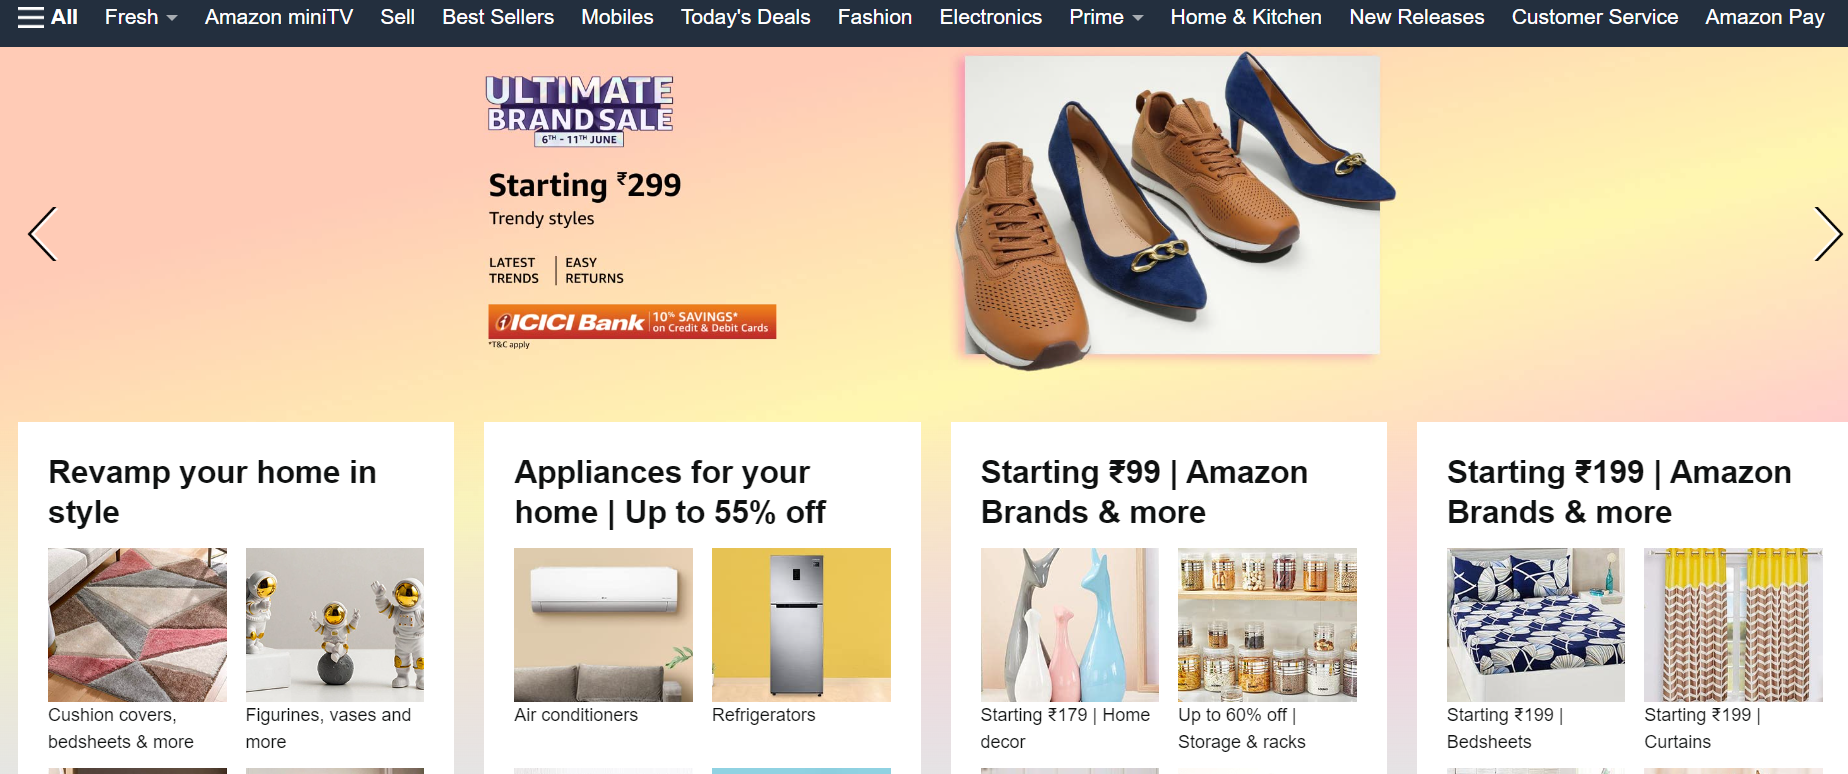 All Fresh Amazon miniTV Sell Best Sellers Mobiles Today's Deals Fashion Electronics Prime Home & Kitchen New Releases Customer Service Amazon Pay
ULTIMATE
BRAND SALE
6TH - 11TH JUNE
Starting ₹299
Trendy styles
LATEST
TRENDS
EASY
RETURNS
ICICI Bank
10% SAVINGS*
on Credit & Debit Cards
*T&C apply
Revamp your home in
style
Cushion covers,
bedsheets & more
Figurines, vases and
more
Appliances for your
home | Up to 55% off
Air conditioners
Refrigerators
Starting ₹99 | Amazon
Brands & more
Starting ₹179 | Home
decor
Up to 60% off |
Storage & racks
Starting ₹199 | Amazon
Brands & more
Starting ₹199 |
Bedsheets
Starting ₹199 |
Curtains